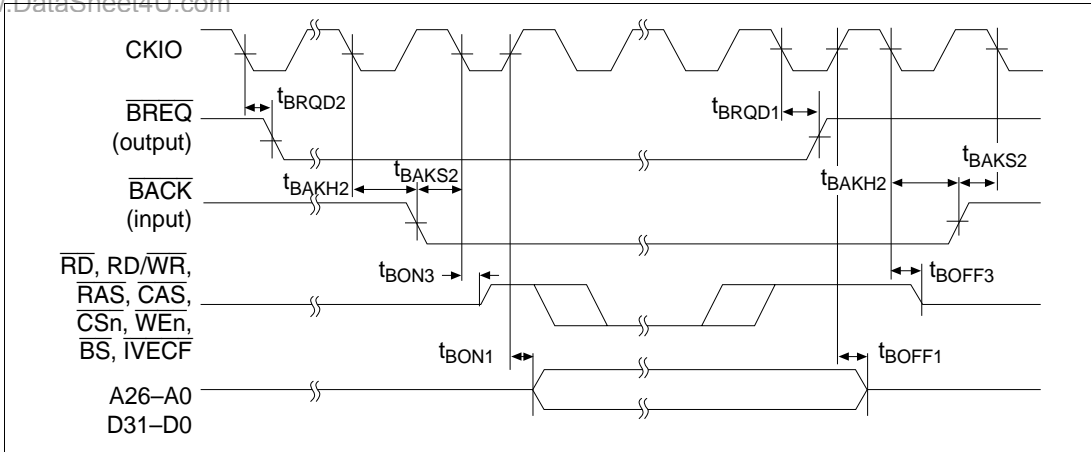 .DataSheet4U.com
CKIO
tBRQD2
tBRQD1
BREQ
(output)
tBAKH2
tBAKS2
tBAKH2
tBAKS2
BACK
(input)
RD, RD/WR,
RAS, CAS,
CSn, WEn,
BS, IVECF
tBON3
tBOFF3
tBON1
tBOFF1
A26–A0
D31–D0